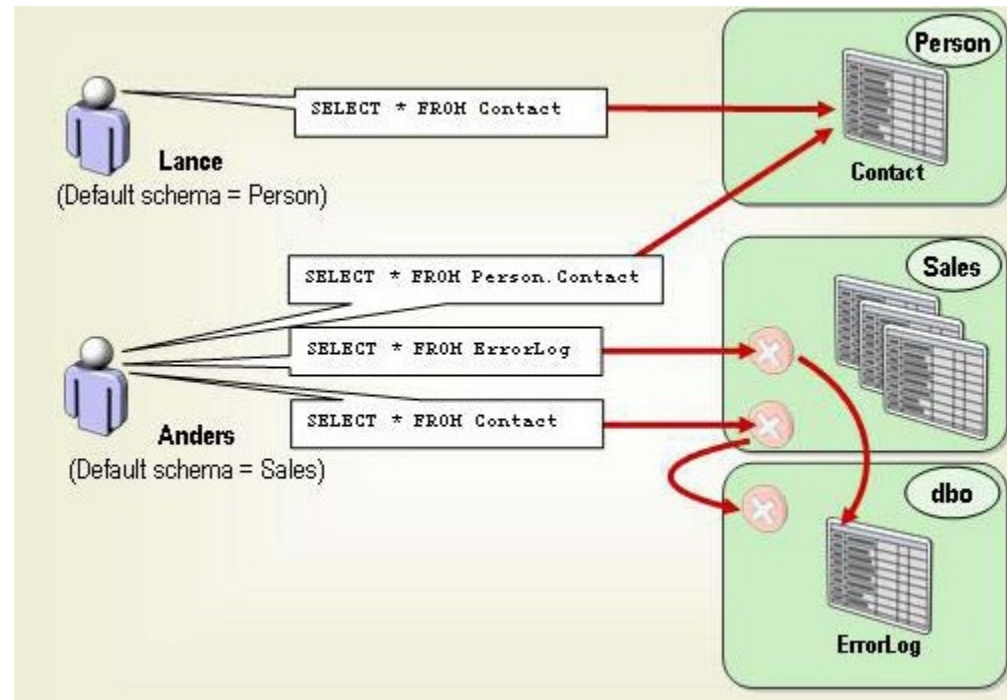 Person
SELECT * FROM Contact
Lance
(Default schema = Person)
Contact
SELECT * FROM Person.Contact
Sales
SELECT * FROM ErrorLog
SELECT * FROM Contact
Anders
(Default schema = Sales)
dbo
ErrorLog